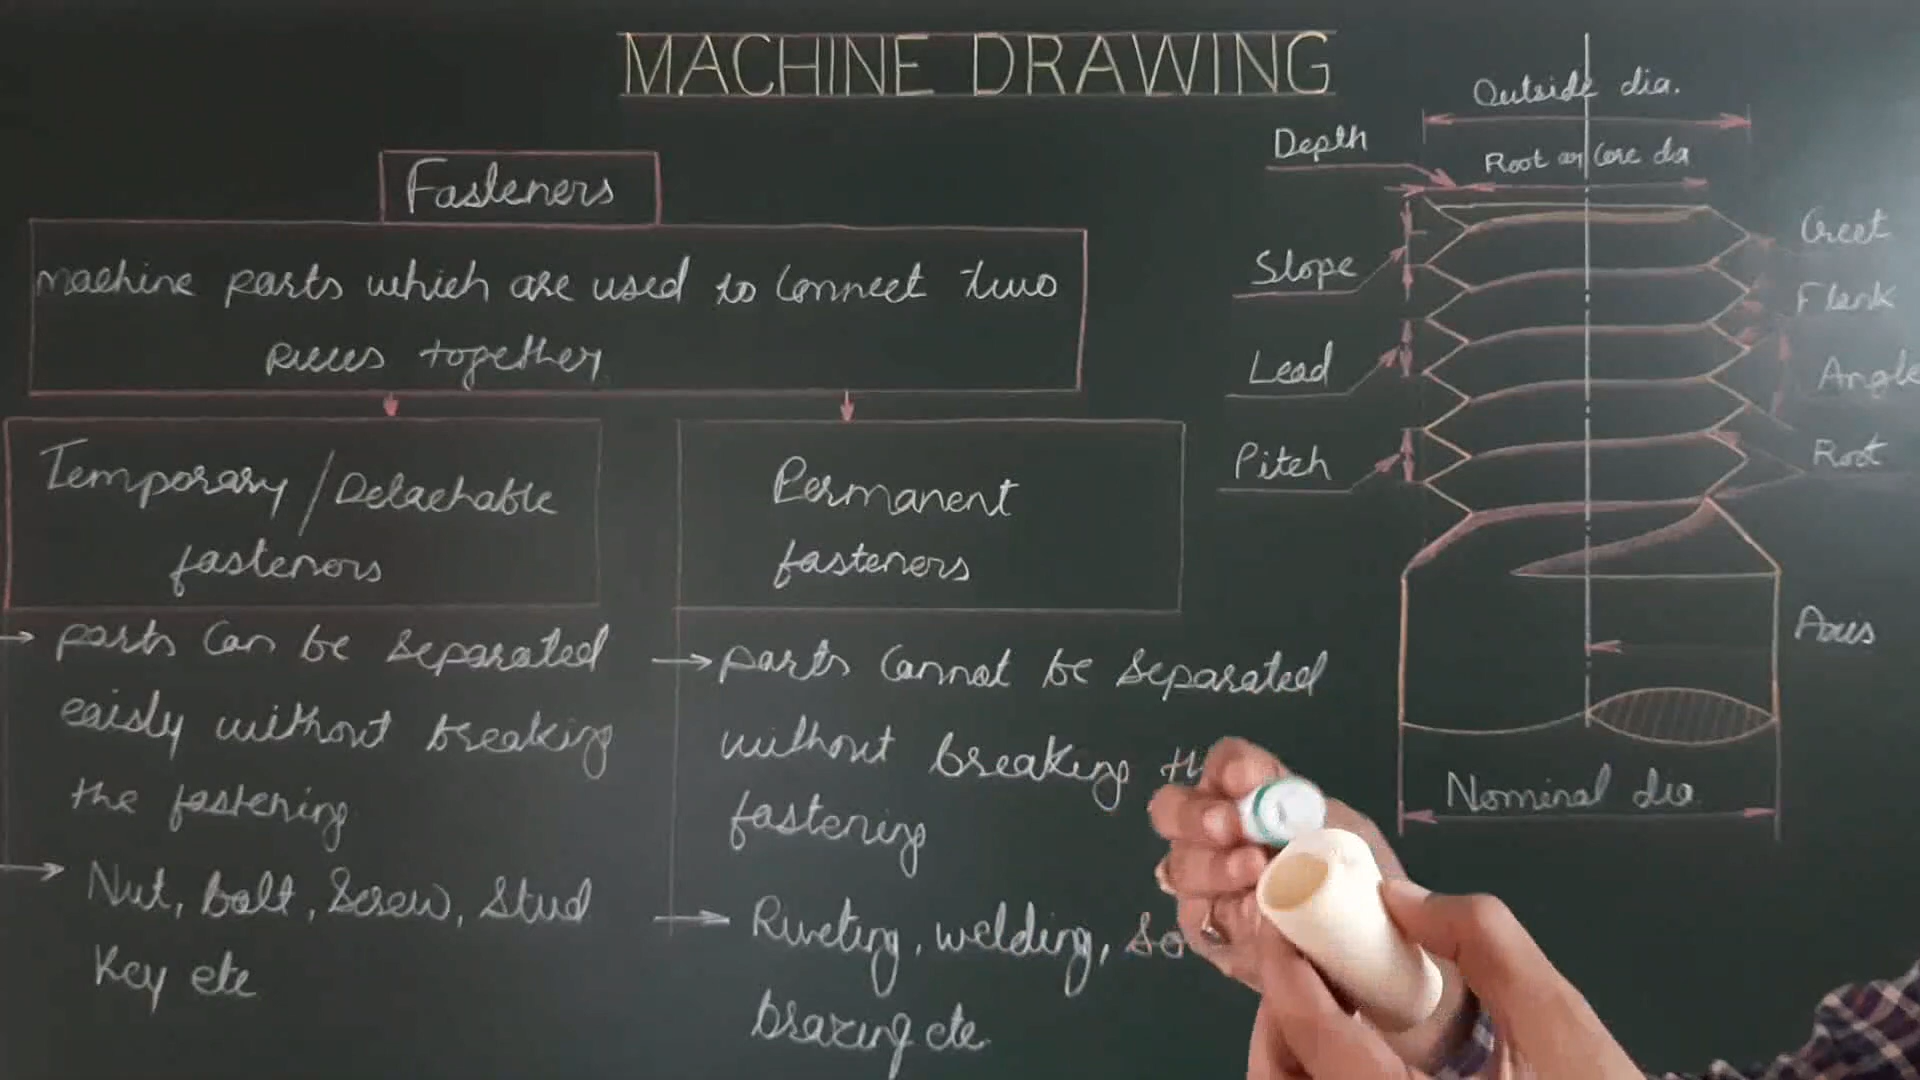 MACHINE DRAWING
Fasteners
machine parts which are used to connect two
pieces together
Temporary/Detachable
fasteners
→ parts can be separated
eaisly without breaking
the fastening
→ Nut, bolt, Screw, Stud
Key etc
Permanent
fasteners
→ parts cannot be separated
without breaking
fastening
→ Riveting, welding,
brazing etc
Outside dia.
Depth
Root or Core dia
Slope
Lead
Pitch
Crest
Flank
Angle
Root
Axis
Nominal dia